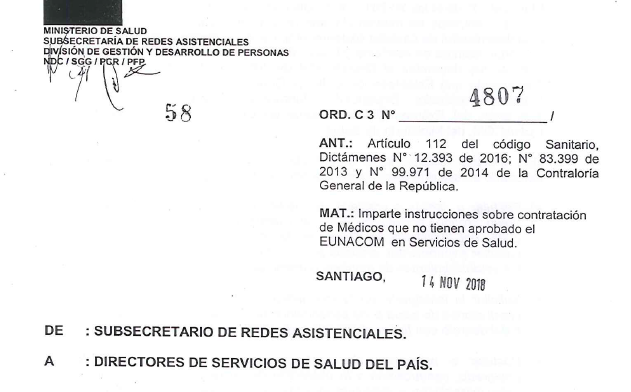 MINISTERIO DE SALUD
SUBSECRETARÍA DE REDES ASISTENCIALES
DIVISIÓN DE GESTIÓN Y DESARROLLO DE PERSONAS
NDC / SGG / PCR / PFP
58
ORD. C 3 N° 4807 /
ANT.: Artículo 112 del código Sanitario,
Dictámenes N° 12.393 de 2016; N° 83.399 de
2013 y N° 99.971 de 2014 de la Contraloría
General de la República.
MAT.: Imparte instrucciones sobre contratación
de Médicos que no tienen aprobado el
EUNACOM en Servicios de Salud.
SANTIAGO, 14 NOV 2018
DE : SUBSECRETARIO DE REDES ASISTENCIALES.
A : DIRECTORES DE SERVICIOS DE SALUD DEL PAÍS.